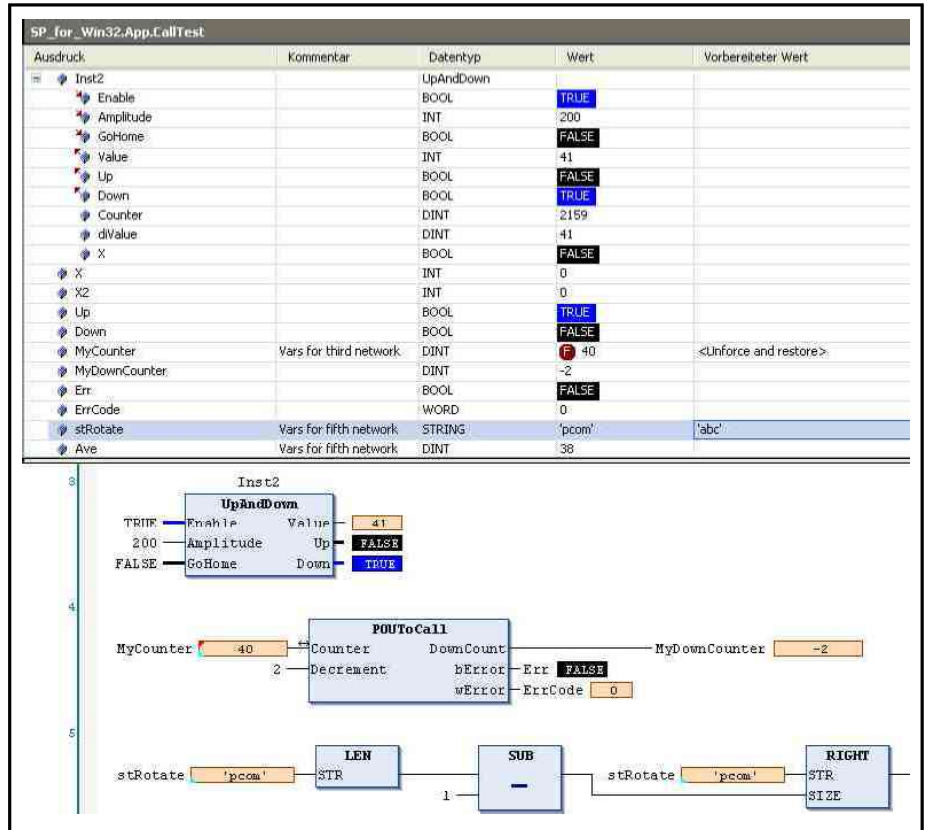 SP_for_Win32.App.CallTest
Ausdruck Kommentar Datentyp Wert Vorbereiteter Wert
Inst2 UpAndDown
Enable BOOL TRUE
Amplitude INT 200
GoHome BOOL FALSE
Value INT 41
Up BOOL FALSE
Down BOOL TRUE
Counter DINT 2159
diValue DINT 41
X BOOL FALSE
X INT 0
X2 INT 0
Up BOOL TRUE
Down BOOL FALSE
MyCounter Vars for third network DINT F 40 <Unforce and restore>
MyDownCounter DINT -2
Err BOOL FALSE
ErrCode WORD 0
stRotate Vars for fifth network STRING 'pcom' 'abc'
Ave Vars for fifth network DINT 38
3
Inst2
UpAndDown
TRUE Enable Value 41
200 Amplitude Up FALSE
FALSE GoHome Down TRUE
4
POUToCall
MyCounter 40 Counter DownCount MyDownCounter -2
2 Decrement bError Err FALSE
wError ErrCode 0
5
LEN SUB RIGHT
stRotate 'pcom' STR stRotate 'pcom' STR
1 SIZE